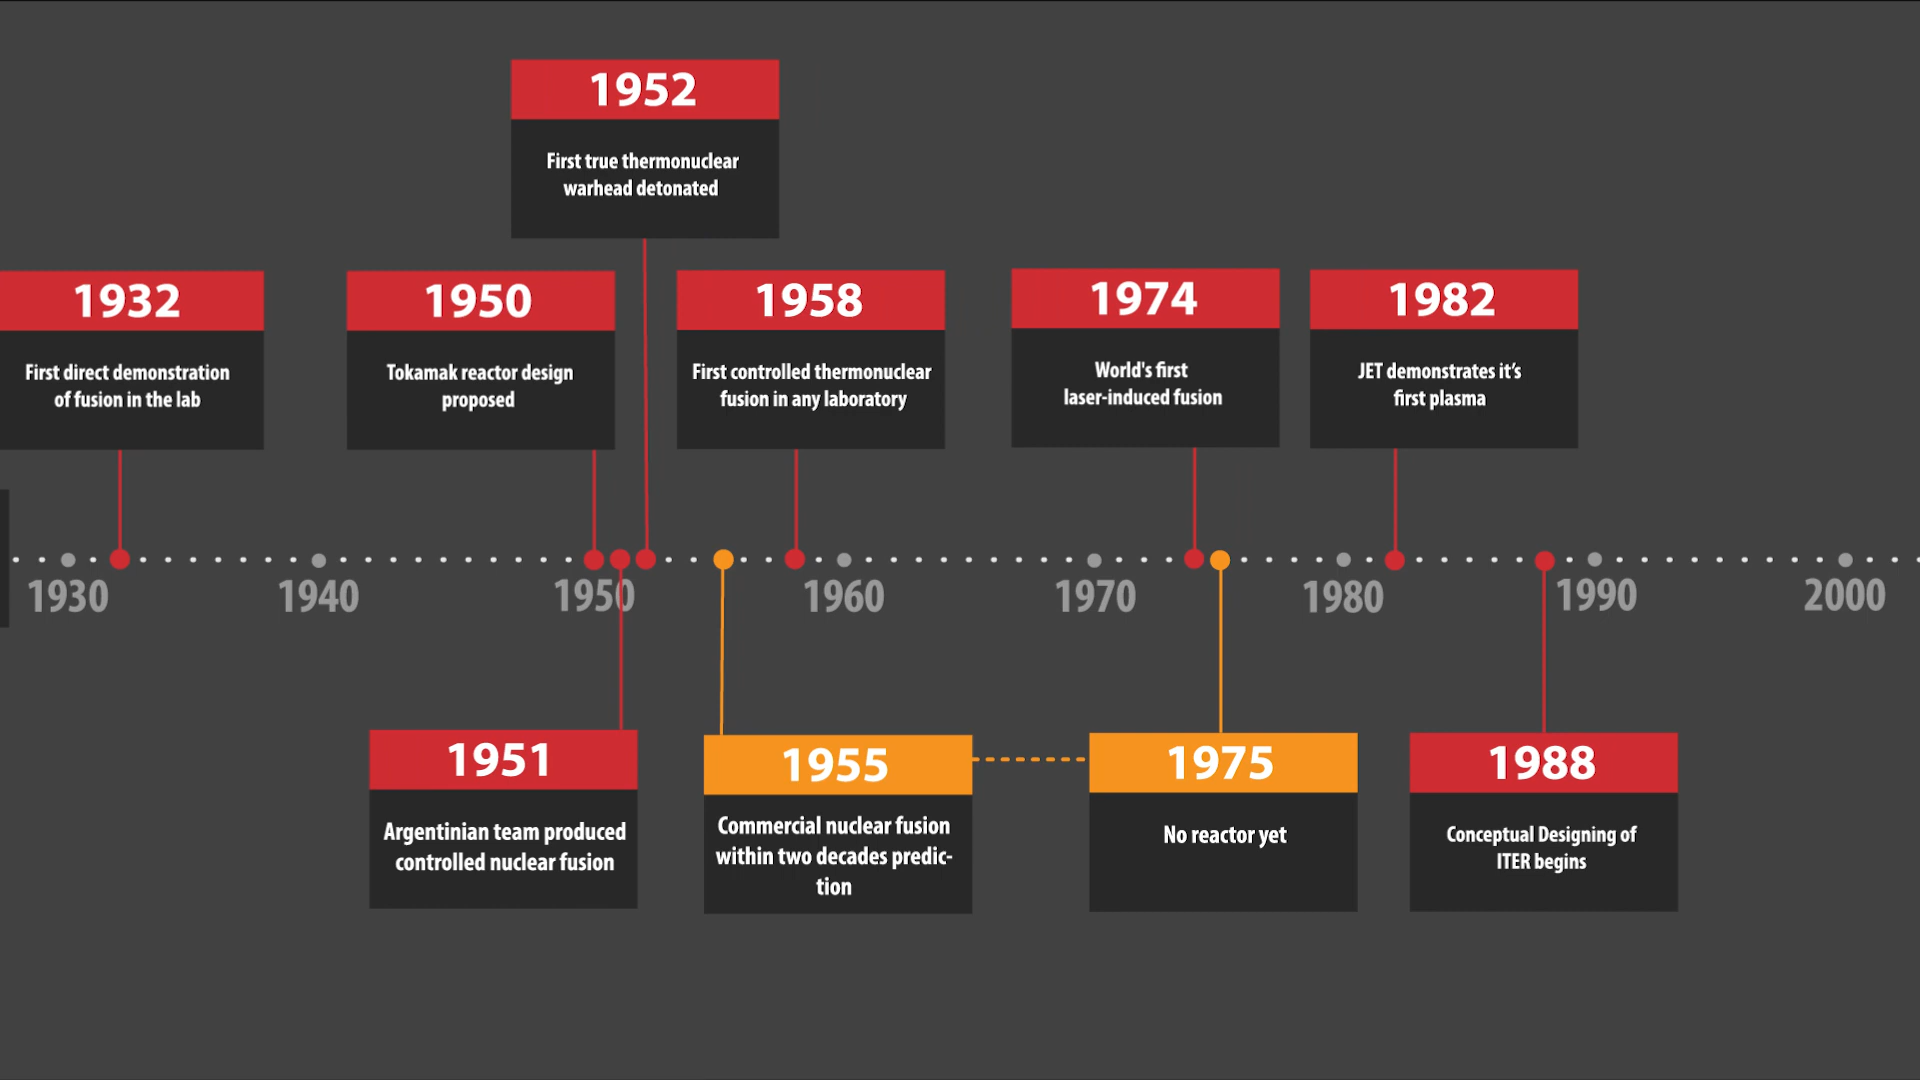 1952
First true thermonuclear
warhead detonated
1932
First direct demonstration
of fusion in the lab
1950
Tokamak reactor design
proposed
1958
First controlled thermonuclear
fusion in any laboratory
1974
World's first
laser-induced fusion
1982
JET demonstrates it’s
first plasma
1930
1940
1950
1960
1970
1980
1990
2000
1951
Argentinian team produced
controlled nuclear fusion
1955
Commercial nuclear fusion
within two decades predic-
tion
1975
No reactor yet
1988
Conceptual Designing of
ITER begins